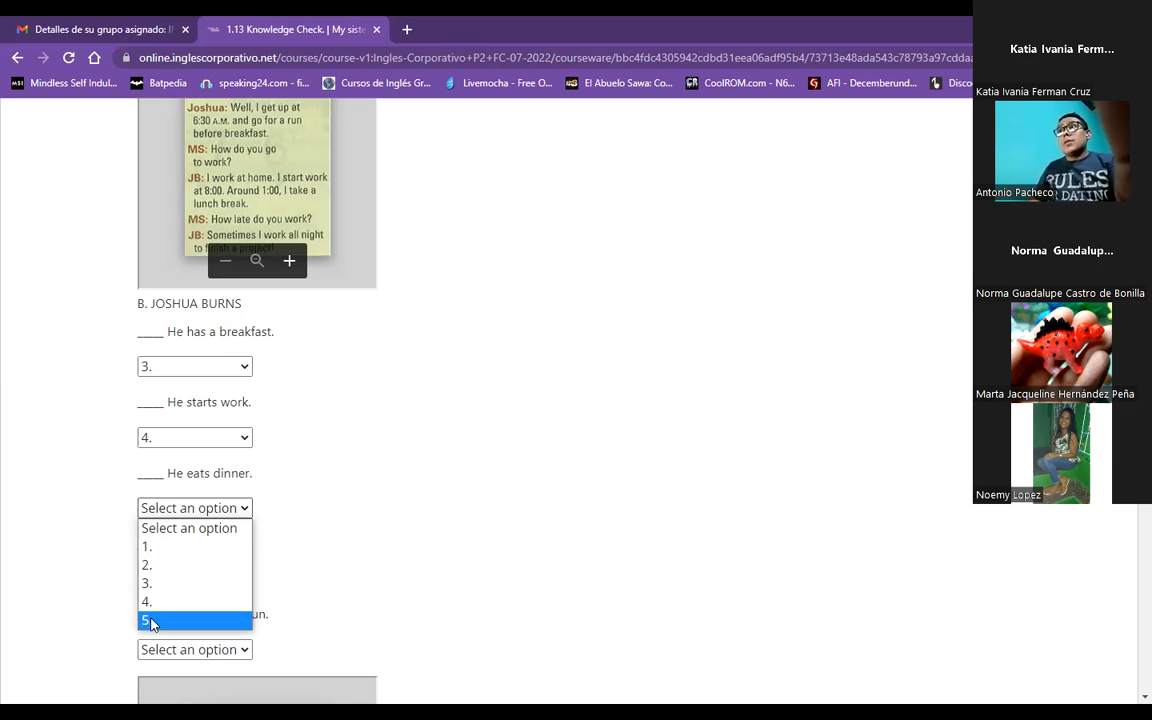 Detalles de su grupo asignado: I
1.13 Knowledge Check. | My siste
online.inglescorporativo.net/courses/course-v1:Ingles-Corporativo+P2+FC-07-2022/courseware/bbc4fdc4305942cdbd31eea06adf95b4/73713e48ada543c78793a97cddaa
Mindless Self Indul...
Batpedia
speaking24.com - fi...
Cursos de Inglés Gr...
Livemocha - Free O...
El Abuelo Sawa: Co...
CoolROM.com - N6...
AFI - Decemberund...
Disco
Joshua: Well, I get up at
6:30 A.M. and go for a run
before breakfast.
MS: How do you go
to work?
JB: I work at home. I start work
at 8:00. Around 1:00, I take a
lunch break.
MS: How late do you work?
JB: Sometimes I work all night
to finish a project!
B. JOSHUA BURNS
_____ He has a breakfast.
3.
_____ He starts work.
4.
_____ He eats dinner.
Select an option
Select an option
1.
2.
3.
4.
5.
un.
Select an option
Katia Ivania Ferm...
Katia Ivania Ferman Cruz
RULES
DATING
Antonio Pacheco
Norma Guadalup...
Norma Guadalupe Castro de Bonilla
Marta Jacqueline Hernández Peña
Noemy Lopez